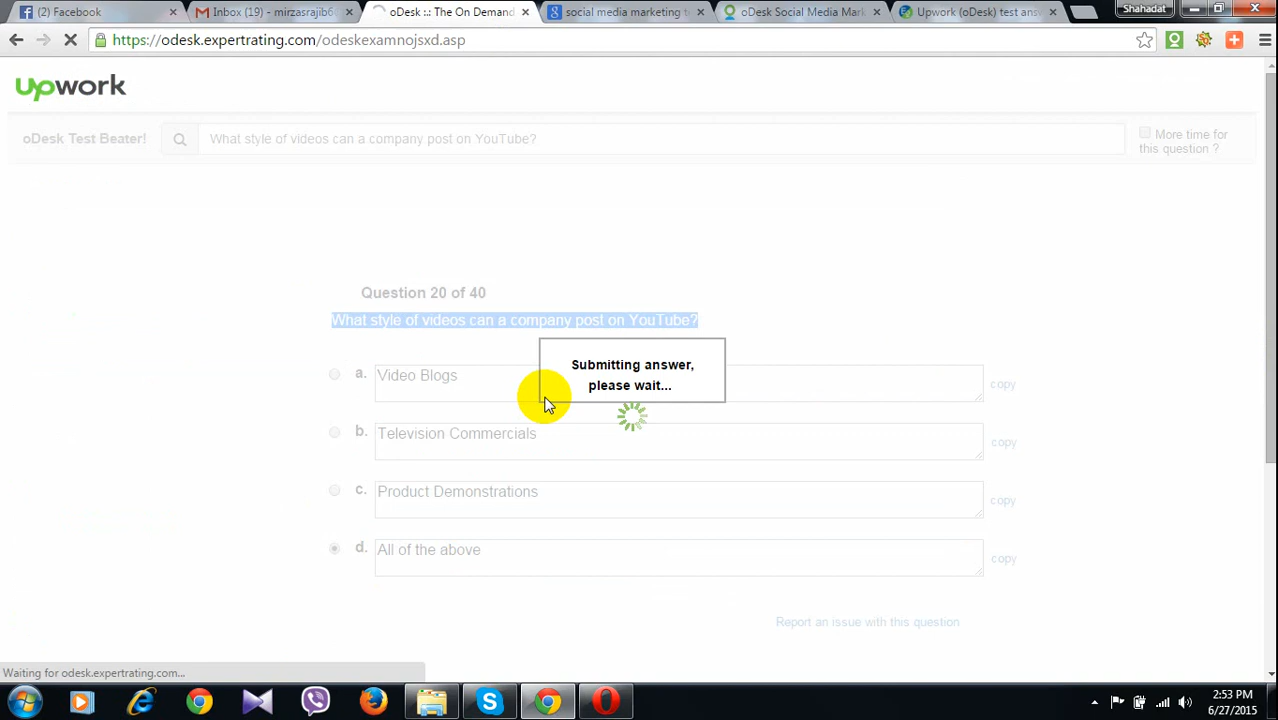 (2) Facebook
Inbox (19) - mirzasrajib6
oDesk ::: The On Demand
social media marketing t
oDesk Social Media Mark
Upwork (oDesk) test ans
Shahadat
https://odesk.expertrating.com/odeskexamnojsxd.asp
upwork
oDesk Test Beater!
What style of videos can a company post on YouTube?
More time for
this question ?
Question 20 of 40
What style of videos can a company post on YouTube?
Submitting answer,
please wait...
a. Video Blogs copy
b. Television Commercials copy
c. Product Demonstrations copy
d. All of the above copy
Report an issue with this question
Waiting for odesk.expertrating.com...
2:53 PM
6/27/2015